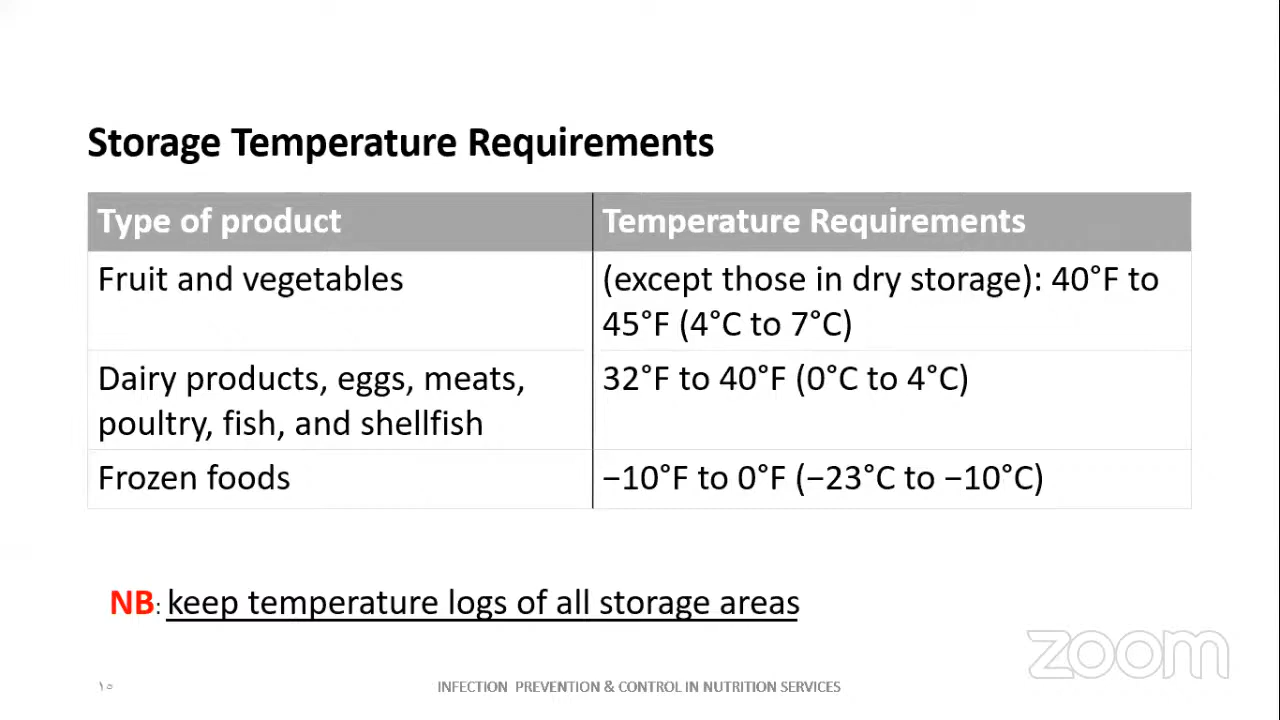 Storage Temperature Requirements
Type of product
Temperature Requirements
Fruit and vegetables
(except those in dry storage): 40°F to
45°F (4°C to 7°C)
Dairy products, eggs, meats,
poultry, fish, and shellfish
32°F to 40°F (0°C to 4°C)
Frozen foods
−10°F to 0°F (−23°C to −10°C)
NB: keep temperature logs of all storage areas
zoom
١٥
INFECTION PREVENTION & CONTROL IN NUTRITION SERVICES